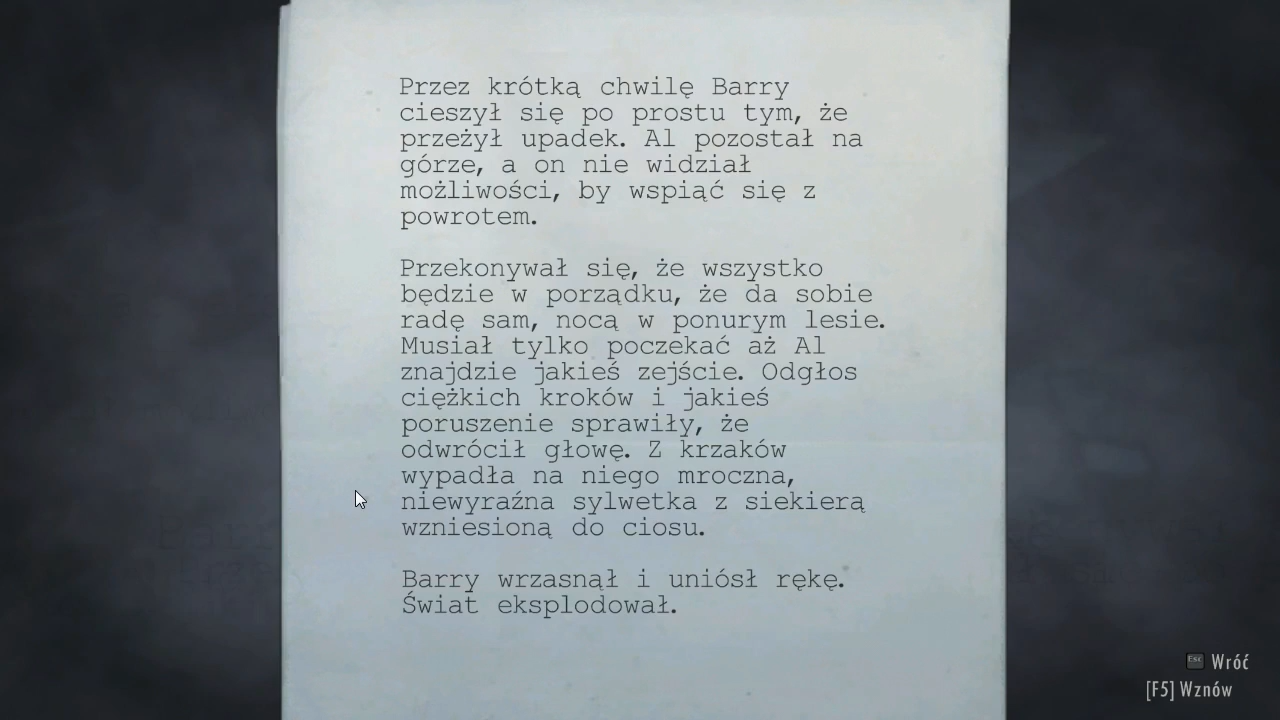 Przez krótką chwilę Barry
cieszył się po prostu tym, że
przeżył upadek. Al pozostał na
górze, a on nie widział
możliwości, by wspiąć się z
powrotem.
Przekonywał się, że wszystko
będzie w porządku, że da sobie
radę sam, nocą w ponurym lesie.
Musiał tylko poczekać aż Al
znajdzie jakieś zejście. Odgłos
ciężkich kroków i jakieś
poruszenie sprawiły, że
odwrócił głowę. Z krzaków
wypadła na niego mroczna,
niewyraźna sylwetka z siekierą
wzniesioną do ciosu.
Barry wrzasnął i uniósł rękę.
Świat eksplodował.
Esc Wróć
[F5] Wznów